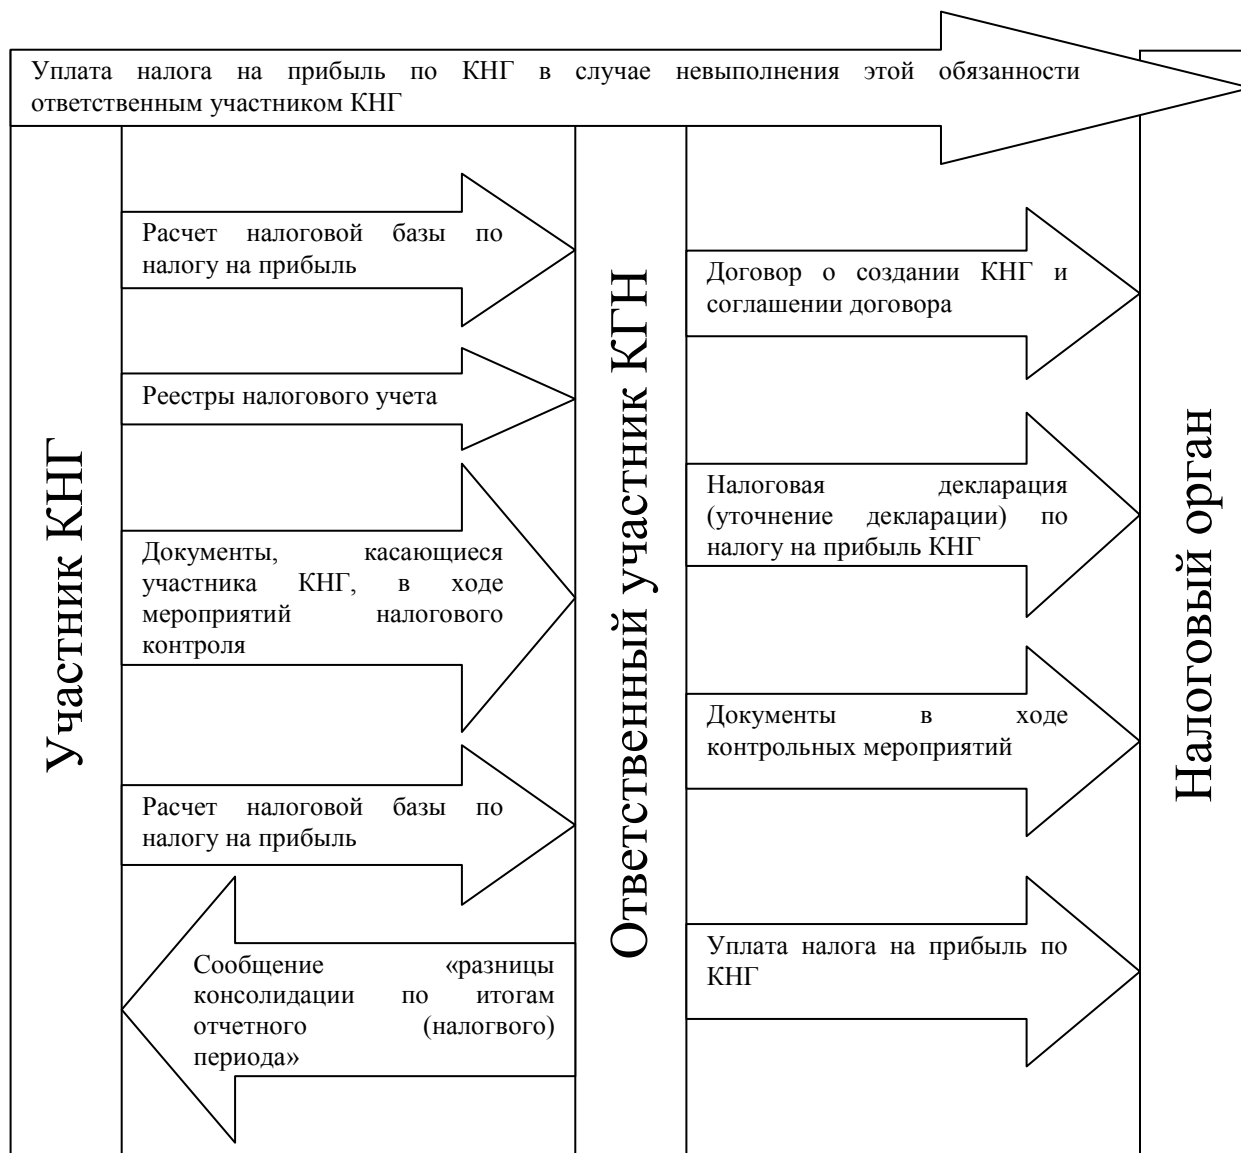 Уплата налога на прибыль по КНГ в случае невыполнения этой обязанности
ответственным участником КНГ
Участник КНГ
Расчет налоговой базы по
налогу на прибыль
Реестры налогового учета
Документы, касающиеся
участника КНГ, в ходе
мероприятий налогового
контроля
Расчет налоговой базы по
налогу на прибыль
Сообщение «разницы
консолидации по итогам
отчетного (налогвого)
периода»
Ответственный участник КГН
Договор о создании КНГ и
соглашении договора
Налоговая декларация
(уточнение декларации) по
налогу на прибыль КНГ
Документы в ходе
контрольных мероприятий
Уплата налога на прибыль по
КНГ
Налоговый орган